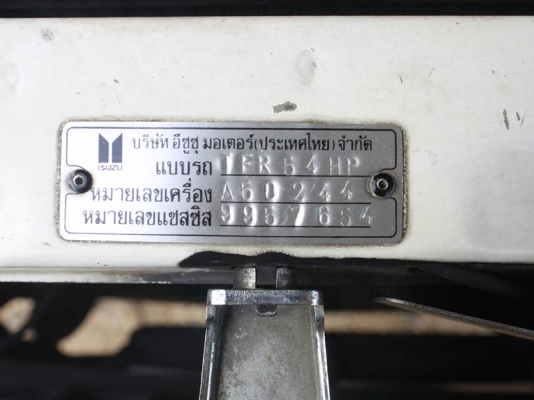 บริษัท อีซูซุ มอเตอร์(ประเทศไทย) จำกัด
ISUZU
แบบรถ TFR54HP
หมายเลขเครื่อง A50244
หมายเลขแชสซิส 9957654